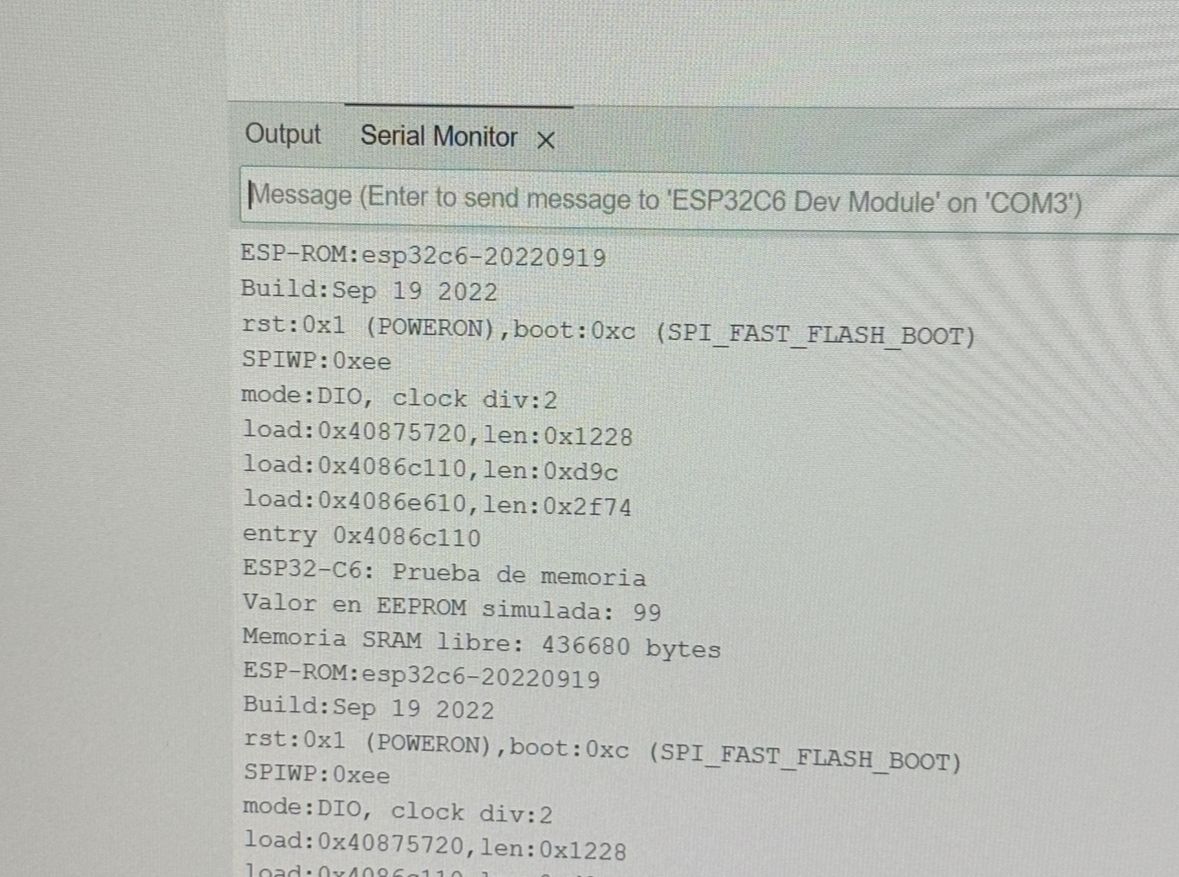 Output Serial Monitor ×
Message (Enter to send message to 'ESP32C6 Dev Module' on 'COM3')
ESP-ROM:esp32c6-20220919
Build:Sep 19 2022
rst:0x1 (POWERON),boot:0xc (SPI_FAST_FLASH_BOOT)
SPIWP:0xee
mode:DIO, clock div:2
load:0x40875720,len:0x1228
load:0x4086c110,len:0xd9c
load:0x4086e610,len:0x2f74
entry 0x4086c110
ESP32-C6: Prueba de memoria
Valor en EEPROM simulada: 99
Memoria SRAM libre: 436680 bytes
ESP-ROM:esp32c6-20220919
Build:Sep 19 2022
rst:0x1 (POWERON),boot:0xc (SPI_FAST_FLASH_BOOT)
SPIWP:0xee
mode:DIO, clock div:2
load:0x40875720,len:0x1228